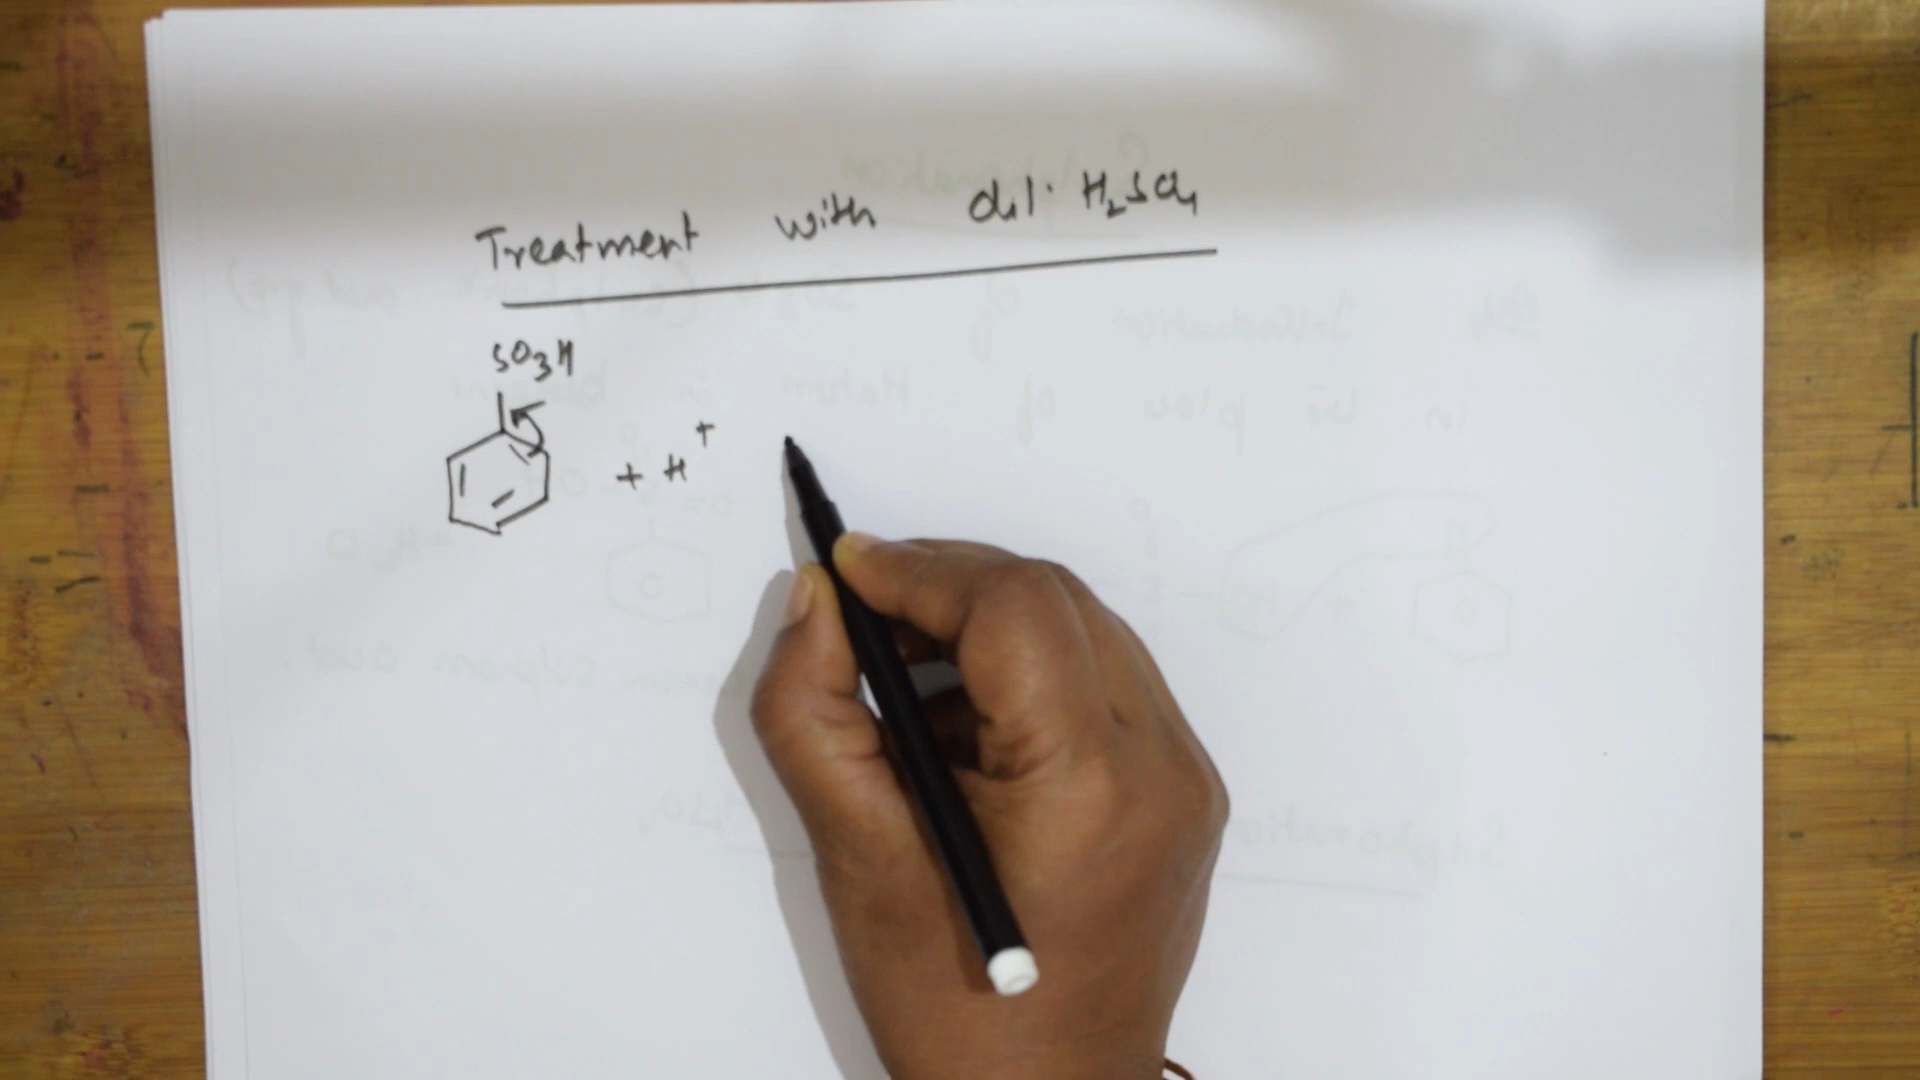 Treatment with dil. H₂SO₄
SO₃H
+ H⁺